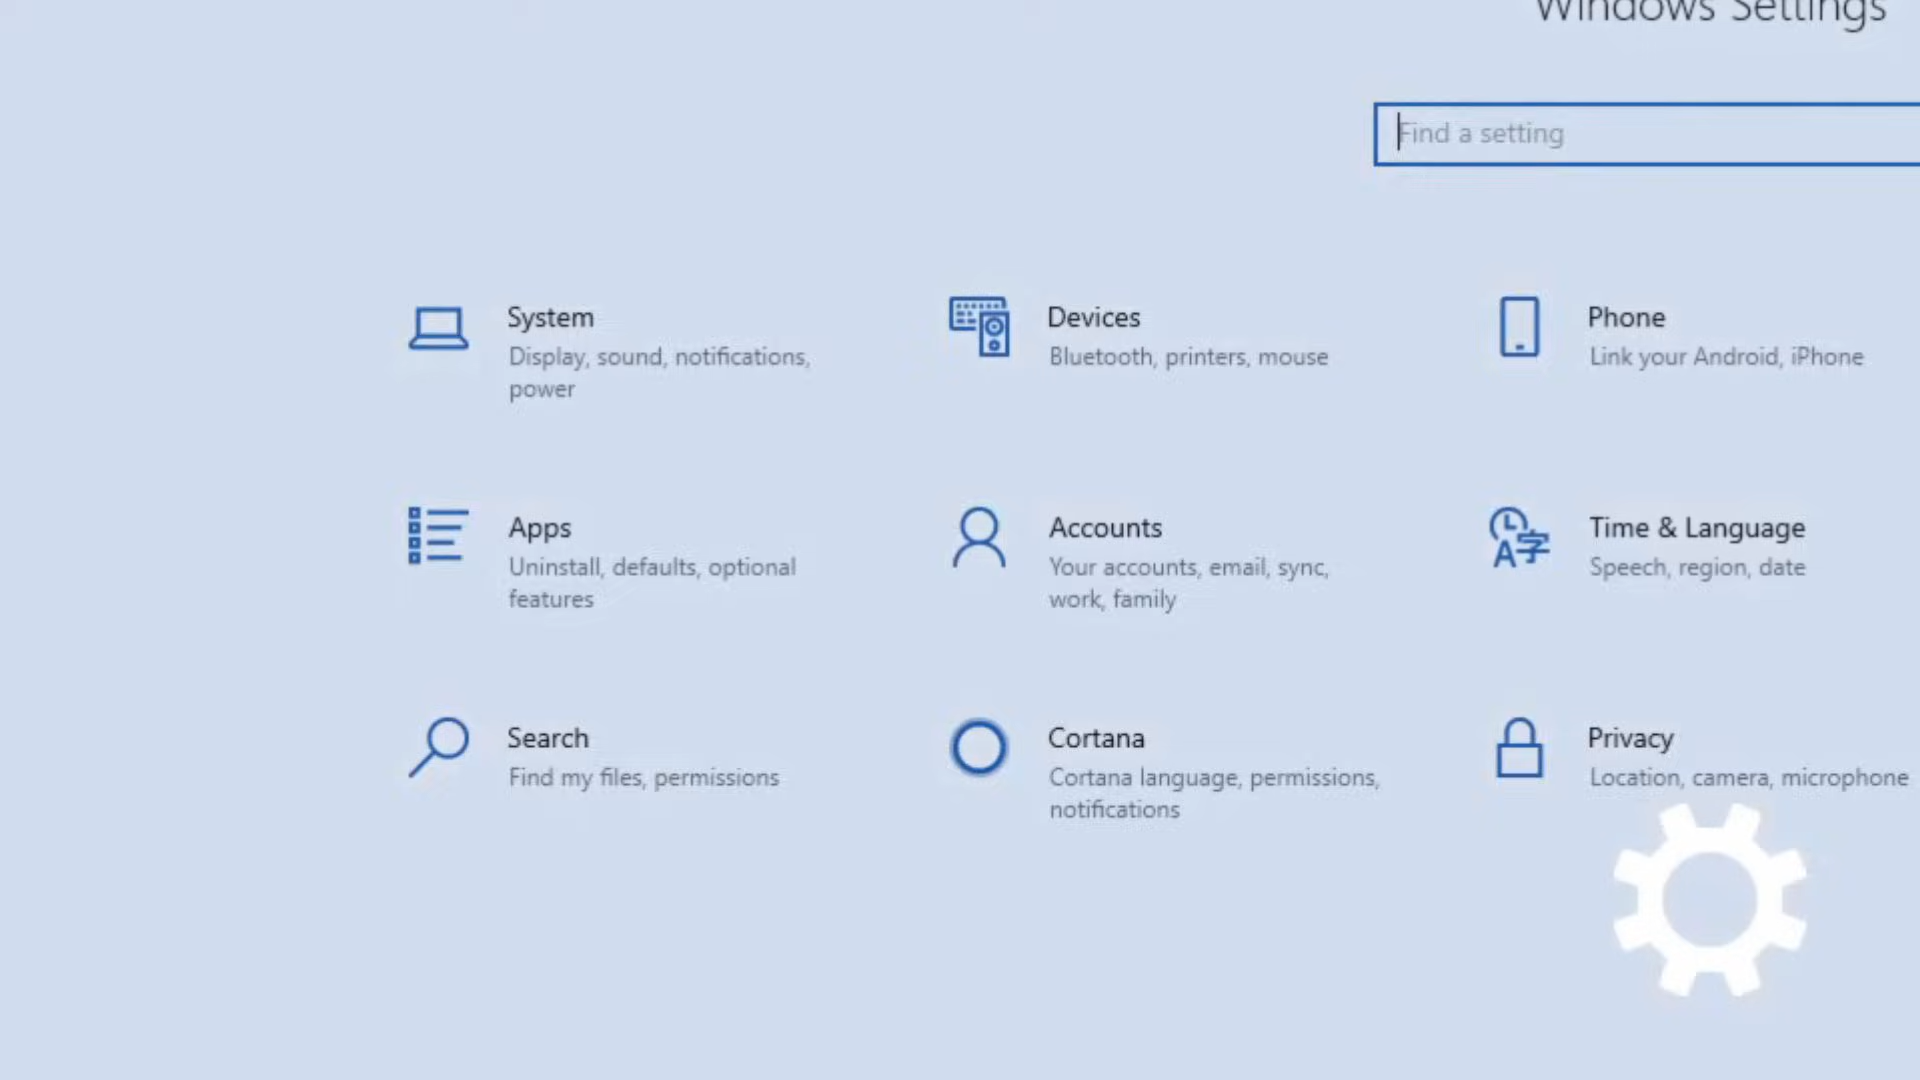 Windows Settings
Find a setting
System
Display, sound, notifications,
power
Devices
Bluetooth, printers, mouse
Phone
Link your Android, iPhone
Apps
Uninstall, defaults, optional
features
Accounts
Your accounts, email, sync,
work, family
Time & Language
Speech, region, date
Search
Find my files, permissions
Cortana
Cortana language, permissions,
notifications
Privacy
Location, camera, microphone